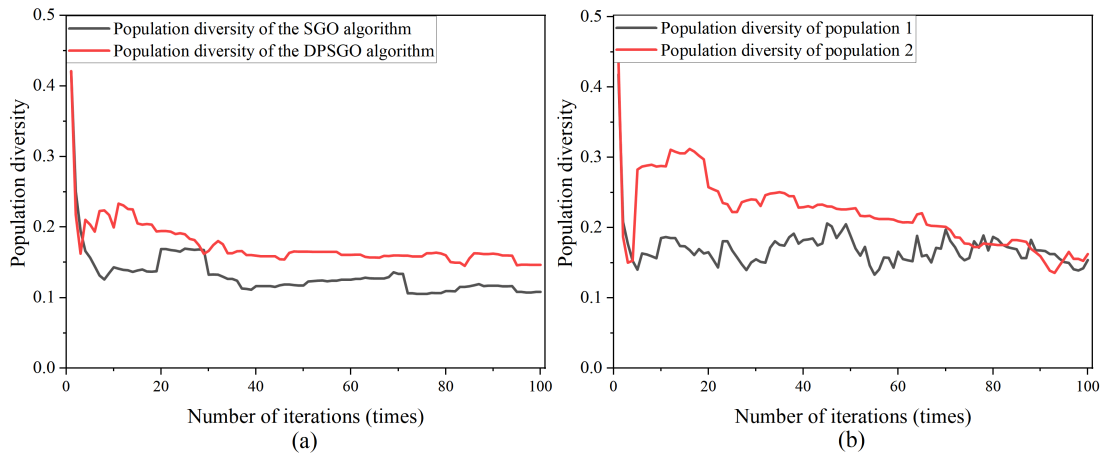 0.5
0.4
0.3
0.2
0.1
0.0
Population diversity
Population diversity of the SGO algorithm
Population diversity of the DPSGO algorithm
0
20
40
60
80
100
Number of iterations (times)
(a)
0.5
0.4
0.3
0.2
0.1
0.0
Population diversity
Population diversity of population 1
Population diversity of population 2
0
20
40
60
80
100
Number of iterations (times)
(b)